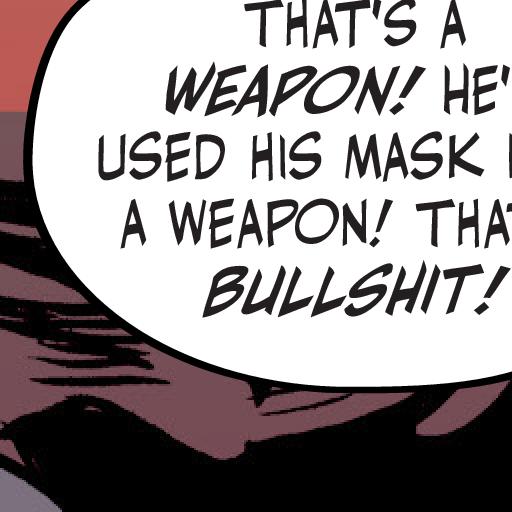 THAT'S A
WEAPON! HE'
USED HIS MASK
A WEAPON! THAT
BULLSHIT!